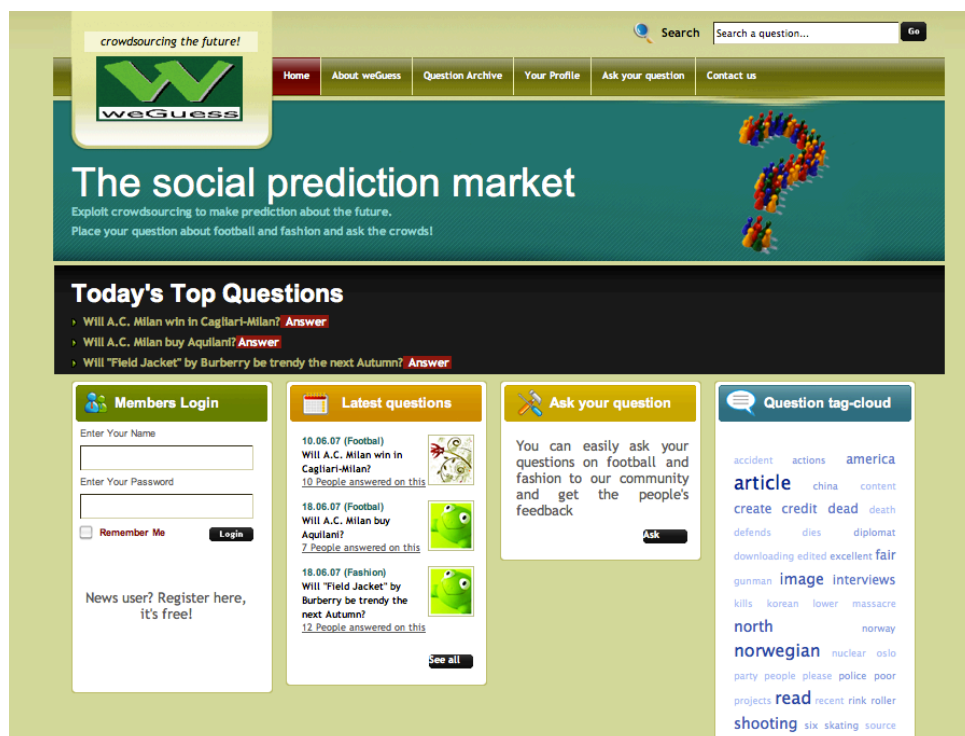 crowdsourcing the future!
weGuess
Search
Search a question...
Go
Home
About weGuess
Question Archive
Your Profile
Ask your question
Contact us
The social prediction market
Exploit crowdsourcing to make prediction about the future.
Place your question about football and fashion and ask the crowds!
Today's Top Questions
Will A.C. Milan win in Cagliari-Milan? Answer
Will A.C. Milan buy Aquilani? Answer
Will "Field Jacket" by Burberry be trendy the next Autumn? Answer
Members Login
Enter Your Name
Enter Your Password
Remember Me
Login
News user? Register here,
it's free!
Latest questions
10.06.07 (Footbal)
Will A.C. Milan win in
Cagliari-Milan?
10 People answered on this
18.06.07 (Footbal)
Will A.C. Milan buy
Aquilani?
7 People answered on this
18.06.07 (Fashion)
Will "Field Jacket" by
Burberry be trendy the
next Autumn?
12 People answered on this
See all
Ask your question
You can easily ask your
questions on football and
fashion to our community
and get the people's
feedback
Ask
Question tag-cloud
accident actions america
article china content
create credit dead death
defends dies diplomat
downloading edited excellent fair
gunman image interviews
kills korean lower massacre
north norway
norwegian nuclear oslo
party people please police poor
projects read recent rink roller
shooting six skating source